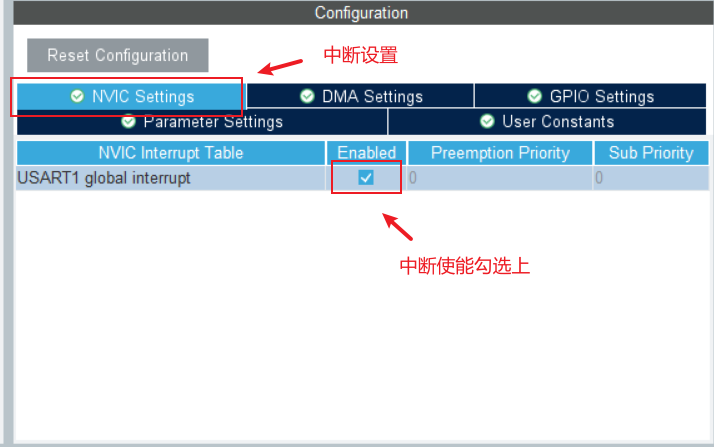 Configuration
Reset Configuration
中断设置
NVIC Settings DMA Settings GPIO Settings
Parameter Settings User Constants
NVIC Interrupt Table Enabled Preemption Priority Sub Priority
USART1 global interrupt 0 0
中断使能勾选上